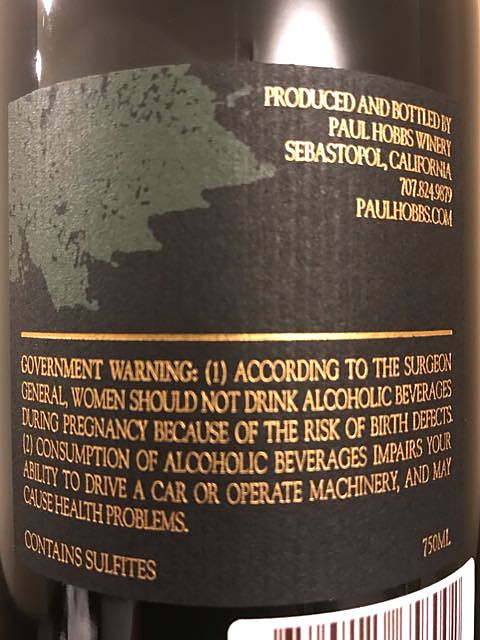 PRODUCED AND BOTTLED BY
PAUL HOBBS WINERY
SEBASTOPOL, CALIFORNIA
707.824.9879
PAULHOBBS.COM
GOVERNMENT WARNING: (1) ACCORDING TO THE SURGEON
GENERAL, WOMEN SHOULD NOT DRINK ALCOHOLIC BEVERAGES
DURING PREGNANCY BECAUSE OF THE RISK OF BIRTH DEFECTS.
(2) CONSUMPTION OF ALCOHOLIC BEVERAGES IMPAIRS YOUR
ABILITY TO DRIVE A CAR OR OPERATE MACHINERY, AND MAY
CAUSE HEALTH PROBLEMS.
CONTAINS SULFITES
750ML